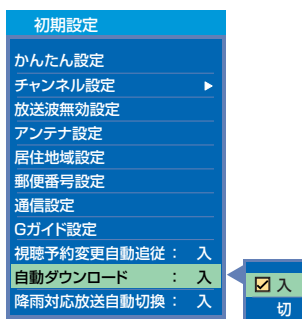 初期設定
かんたん設定
チャンネル設定
放送波無効設定
アンテナ設定
居住地域設定
郵便番号設定
通信設定
Gガイド設定
視聴予約変更自動追従： 入
自動ダウンロード ： 入
降雨対応放送自動切換： 入
入
切